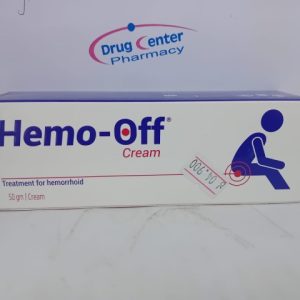 Drug Center
Pharmacy
Hemo-Off®
Cream
Treatment for hemorrhoid
50 gm | Cream